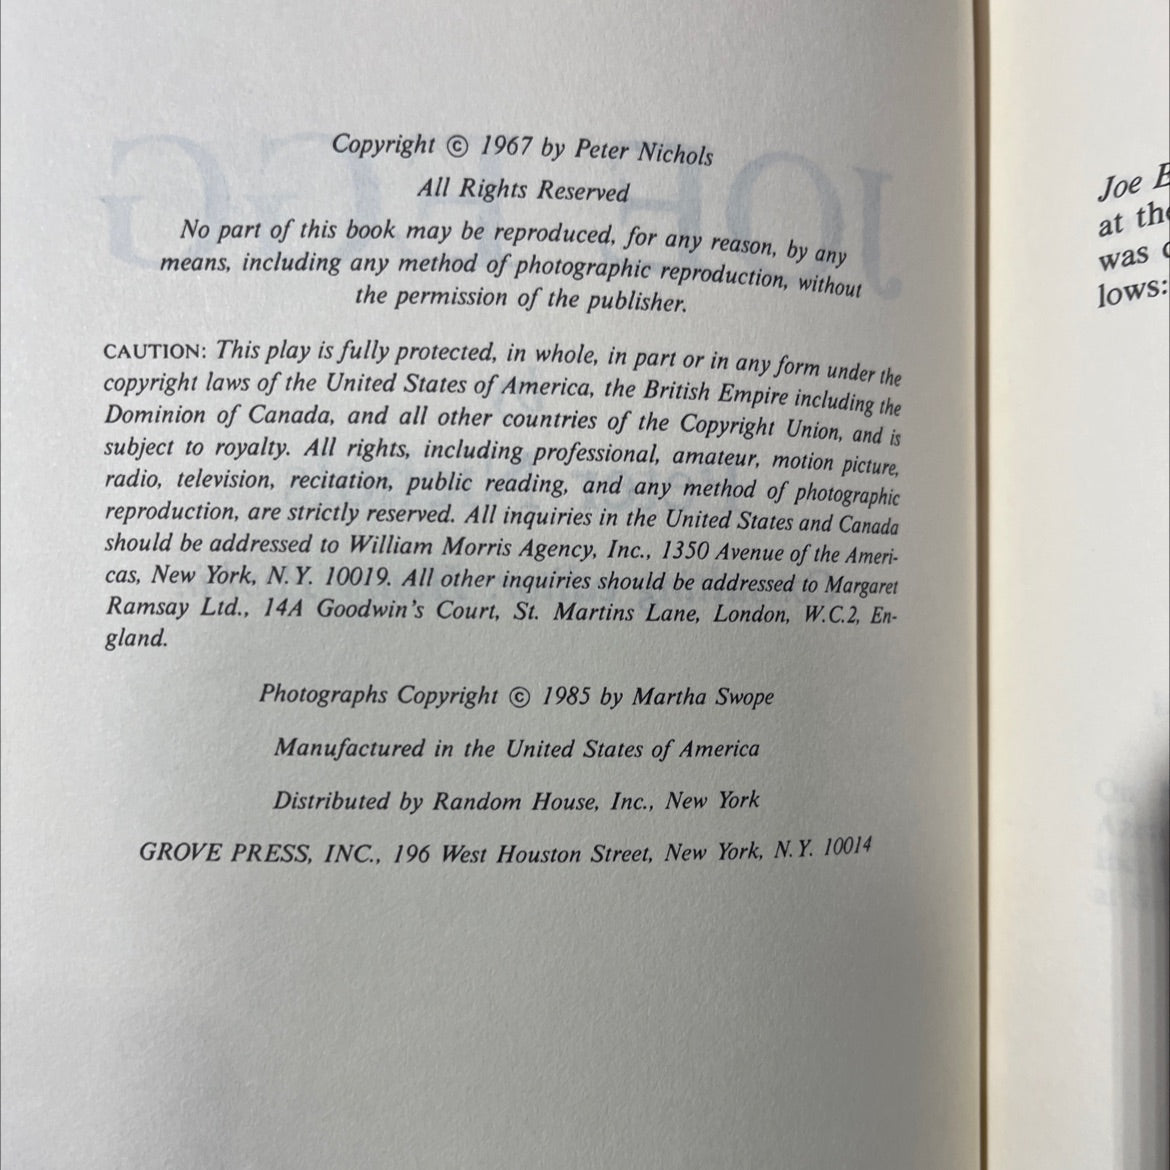 Copyright © 1967 by Peter Nichols
All Rights Reserved
No part of this book may be reproduced, for any reason, by any
means, including any method of photographic reproduction, without
the permission of the publisher.
CAUTION: This play is fully protected, in whole, in part or in any form under the
copyright laws of the United States of America, the British Empire including the
Dominion of Canada, and all other countries of the Copyright Union, and is
subject to royalty. All rights, including professional, amateur, motion picture,
radio, television, recitation, public reading, and any method of photographic
reproduction, are strictly reserved. All inquiries in the United States and Canada
should be addressed to William Morris Agency, Inc., 1350 Avenue of the Ameri-
cas, New York, N.Y. 10019. All other inquiries should be addressed to Margaret
Ramsay Ltd., 14A Goodwin's Court, St. Martins Lane, London, W.C.2, En-
gland.
Photographs Copyright © 1985 by Martha Swope
Manufactured in the United States of America
Distributed by Random House, Inc., New York
GROVE PRESS, INC., 196 West Houston Street, New York, N.Y. 10014
Joe
at
was
lows: